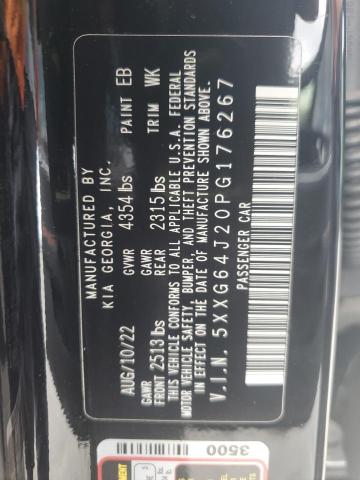 MANUFACTURED BY
KIA GEORGIA, INC.
PAINT EB
AUG/10/22 GVWR 4354 lbs
TRIM WK
GAWR 2513 lbs GAWR 2315 lbs
REAR
THIS VEHICLE CONFORMS TO ALL APPLICABLE U.S.A. FEDERAL
MOTOR VEHICLE SAFETY, BUMPER, AND THEFT PREVENTION STANDARDS
IN EFFECT ON THE DATE OF MANUFACTURE SHOWN ABOVE.
V.I.N. 5XXG64J20PG176267
PASSENGER CAR
3500